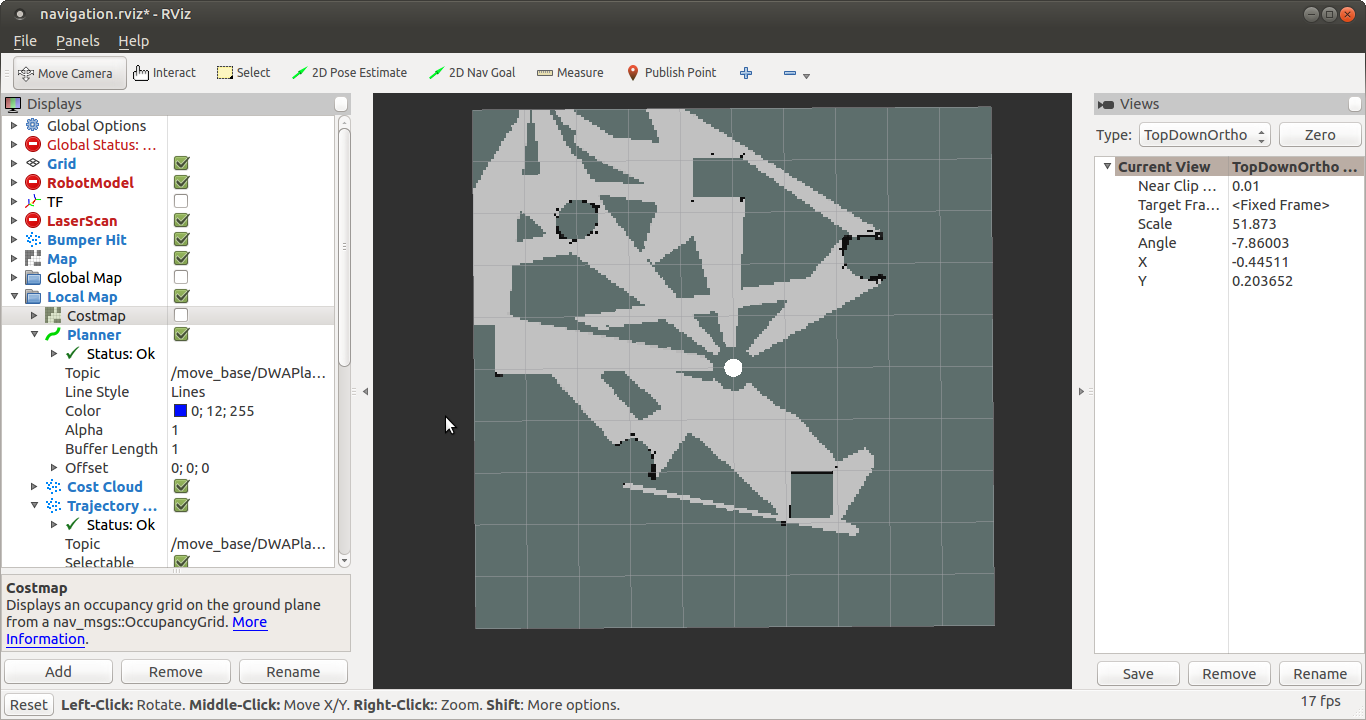 navigation.rviz* - RViz
File Panels Help
Move Camera Interact Select 2D Pose Estimate 2D Nav Goal Measure Publish Point
Displays
Global Options
Global Status: ...
Grid
RobotModel
TF
LaserScan
Bumper Hit
Map
Global Map
Local Map
Costmap
Planner
Status: Ok
Topic /move_base/DWAPla...
Line Style Lines
Color 0; 12; 255
Alpha 1
Buffer Length 1
Offset 0; 0; 0
Cost Cloud
Trajectory ...
Status: Ok
Topic /move_base/DWAPla...
Selectable
Costmap
Displays an occupancy grid on the ground plane
from a nav_msgs::OccupancyGrid. More
Information.
Add Remove Rename
Views
Type: TopDownOrtho Zero
Current View TopDownOrtho ...
Near Clip ... 0.01
Target Fra... <Fixed Frame>
Scale 51.873
Angle -7.86003
X -0.44511
Y 0.203652
Save Remove Rename
Reset Left-Click: Rotate. Middle-Click: Move X/Y. Right-Click:: Zoom. Shift: More options. 17 fps